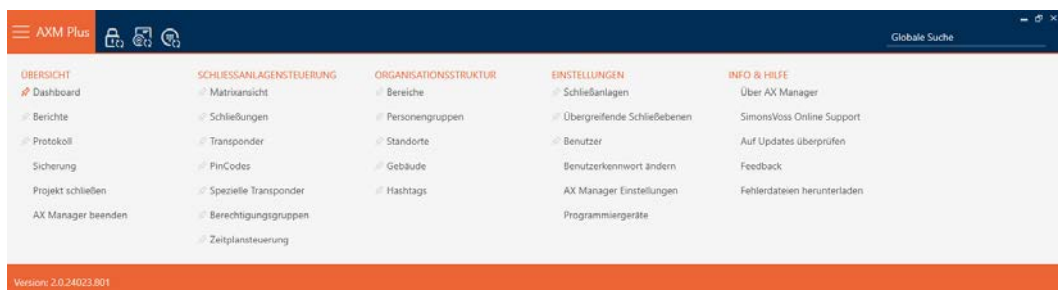 AXM Plus
Globale Suche
ÜBERSICHT
Dashboard
Berichte
Protokoll
Sicherung
Projekt schließen
AX Manager beenden
SCHLIESSANLAGENSTEUERUNG
Matrixansicht
Schließungen
Transponder
PinCodes
Spezielle Transponder
Berechtigungsgruppen
Zeitplansteuerung
ORGANISATIONSSTRUKTUR
Bereiche
Personengruppen
Standorte
Gebäude
Hashtags
EINSTELLUNGEN
Schließanlagen
Übergreifende Schließebenen
Benutzer
Benutzerkennwort ändern
AX Manager Einstellungen
Programmiergeräte
INFO & HILFE
Über AX Manager
SimonsVoss Online Support
Auf Updates überprüfen
Feedback
Fehlerdateien herunterladen
Version: 2.0.24023.801